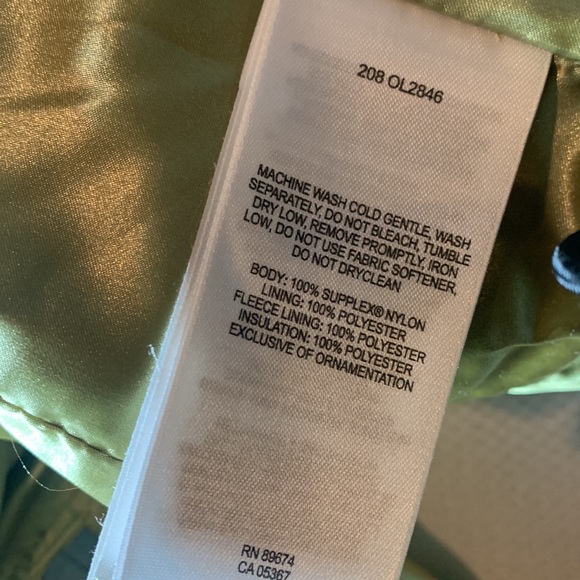 208 OL2846
MACHINE WASH COLD GENTLE, WASH
SEPARATELY, DO NOT BLEACH, TUMBLE
DRY LOW, REMOVE PROMPTLY, IRON
LOW, DO NOT USE FABRIC SOFTENER,
DO NOT DRYCLEAN
BODY: 100% SUPPLEX® NYLON
LINING: 100% POLYESTER
FLEECE LINING: 100% POLYESTER
INSULATION: 100% POLYESTER
EXCLUSIVE OF ORNAMENTATION
RN 89674
CA 05367